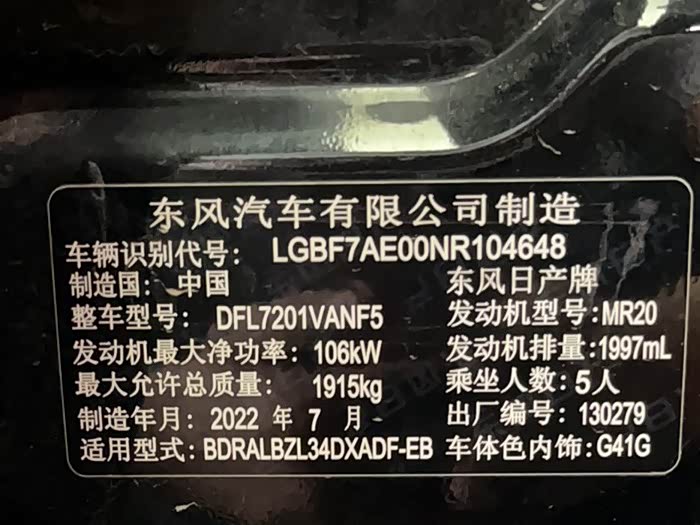 东风汽车有限公司制造
车辆识别代号: LGBF7AE00NR104648
制造国: 中国 东风日产牌
整车型号: DFL7201VANF5 发动机型号:MR20
发动机最大净功率: 106kW 发动机排量:1997mL
最大允许总质量: 1915kg 乘坐人数:5人
制造年月: 2022 年 7 月 出厂编号: 130279
适用型式:BDRALBZL34DXADF-EB 车体色内饰:G41G